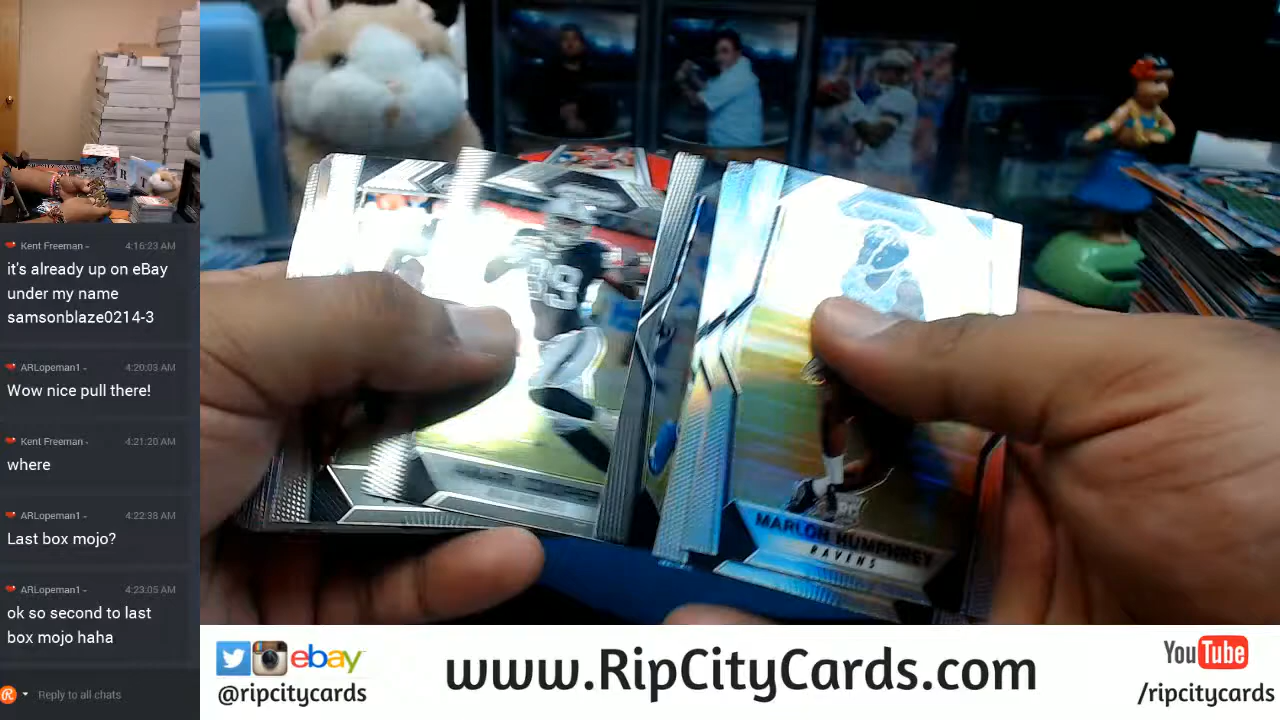 Kent Freeman - 4:16:23 AM
it's already up on eBay
under my name
samsonblaze0214-3
ARLopeman1 - 4:20:03 AM
Wow nice pull there!
Kent Freeman - 4:21:20 AM
where
ARLopeman1 - 4:22:38 AM
Last box mojo?
ARLopeman1 - 4:23:05 AM
ok so second to last
box mojo haha
Reply to all chats
89
MARLON HUMPHREY
RAVENS
ebay
@ripcitycards
www.RipCityCards.com
YouTube
/ripcitycards